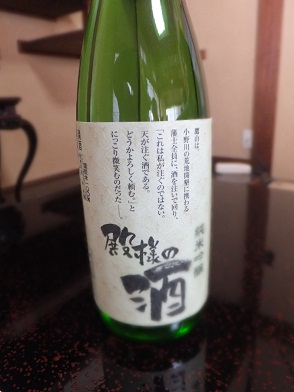 鷹山は、
小野川の荒地開墾に携わる
藩士全員に、酒を注いで回り、
「これは私が注ぐのではない。
天が注ぐ酒である。
どうかよろしく頼む」と
にっこり微笑むのだった―。
殿様の
酒
純米吟醸